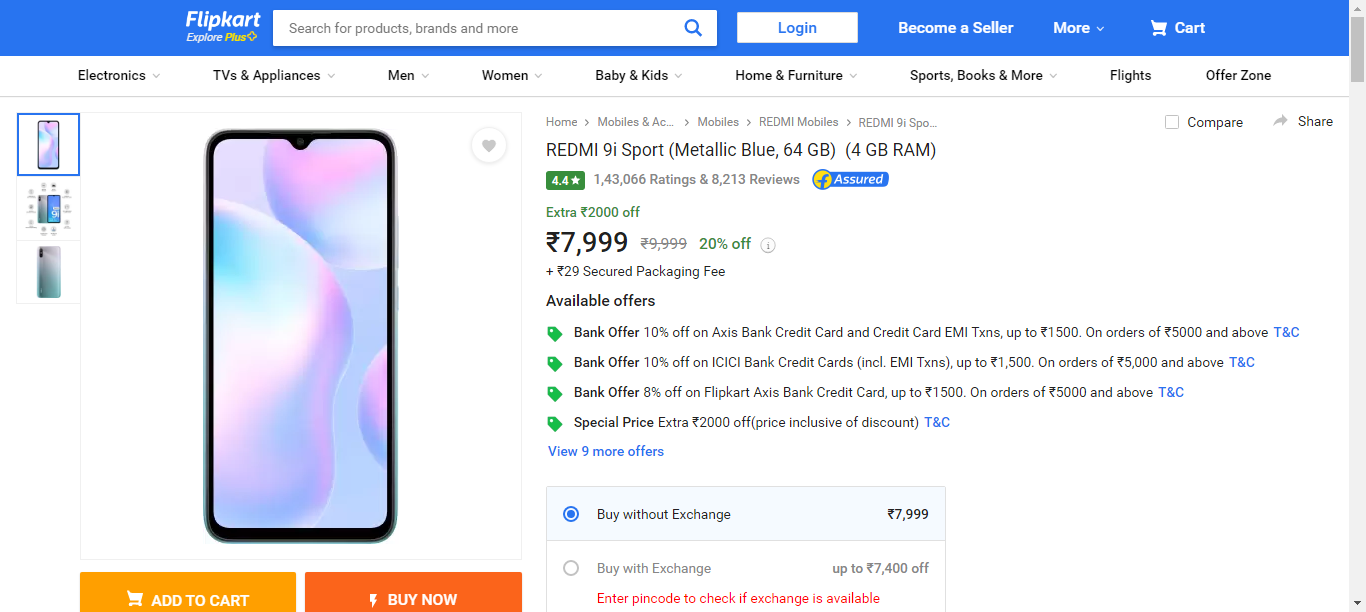 Flipkart
Explore Plus
Search for products, brands and more
Login
Become a Seller
More
Cart
Electronics
TVs & Appliances
Men
Women
Baby & Kids
Home & Furniture
Sports, Books & More
Flights
Offer Zone
Home
Mobiles & Ac...
Mobiles
REDMI Mobiles
REDMI 9i Spo...
Compare
Share
REDMI 9i Sport (Metallic Blue, 64 GB) (4 GB RAM)
4.4★ 1,43,066 Ratings & 8,213 Reviews Assured
Extra ₹2000 off
₹7,999 ₹9,999 20% off i
+ ₹29 Secured Packaging Fee
Available offers
Bank Offer 10% off on Axis Bank Credit Card and Credit Card EMI Txns, up to ₹1500. On orders of ₹5000 and above T&C
Bank Offer 10% off on ICICI Bank Credit Cards (incl. EMI Txns), up to ₹1,500. On orders of ₹5,000 and above T&C
Bank Offer 8% off on Flipkart Axis Bank Credit Card, up to ₹1500. On orders of ₹5000 and above T&C
Special Price Extra ₹2000 off(price inclusive of discount) T&C
View 9 more offers
Buy without Exchange ₹7,999
Buy with Exchange up to ₹7,400 off
Enter pincode to check if exchange is available
ADD TO CART
BUY NOW